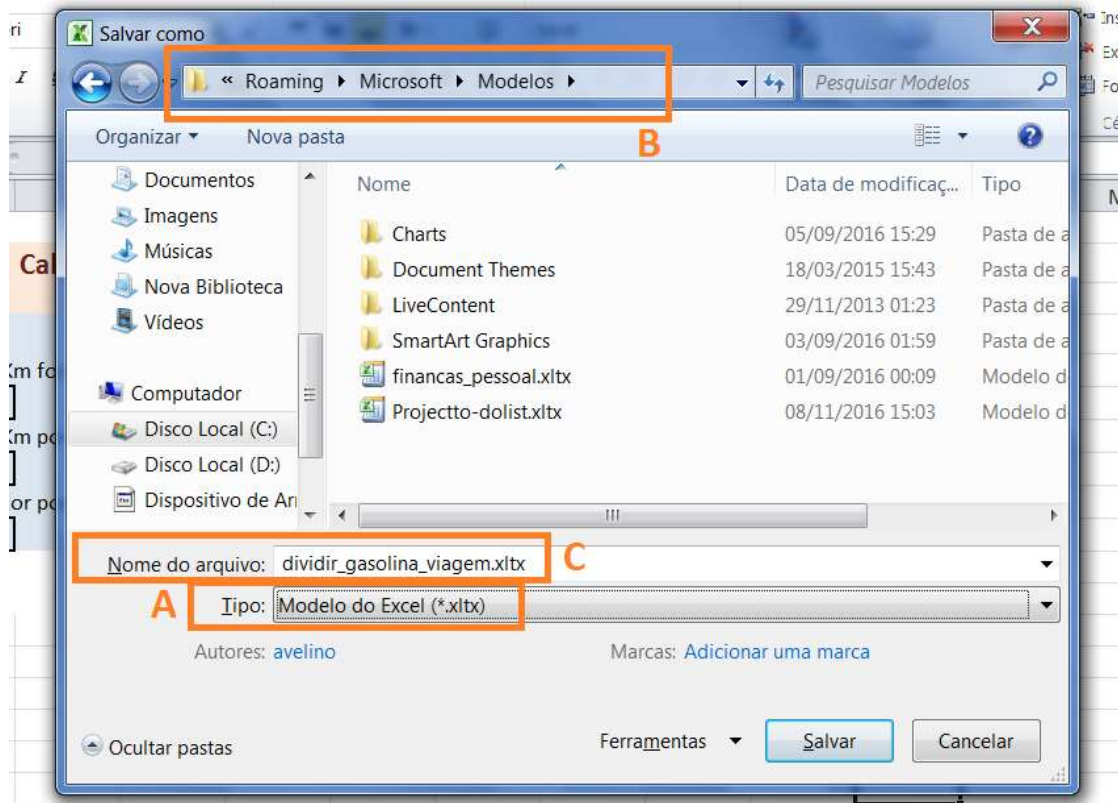 Salvar como
« Roaming ▸ Microsoft ▸ Modelos ▸
Pesquisar Modelos
B
Organizar
Nova pasta
Documentos
Imagens
Músicas
Nova Biblioteca
Vídeos
Computador
Disco Local (C:)
Disco Local (D:)
Dispositivo de Arr
Nome
Data de modificaç...
Tipo
Charts
05/09/2016 15:29
Pasta de a
Document Themes
18/03/2015 15:43
Pasta de a
LiveContent
29/11/2013 01:23
Pasta de a
SmartArt Graphics
03/09/2016 01:59
Pasta de a
financas_pessoal.xltx
01/09/2016 00:09
Modelo d
Projectto-dolist.xltx
08/11/2016 15:03
Modelo d
Nome do arquivo: dividir_gasolina_viagem.xltx
C
A
Tipo: Modelo do Excel (*.xltx)
Autores: avelino
Marcas: Adicionar uma marca
Ocultar pastas
Ferramentas
Salvar
Cancelar